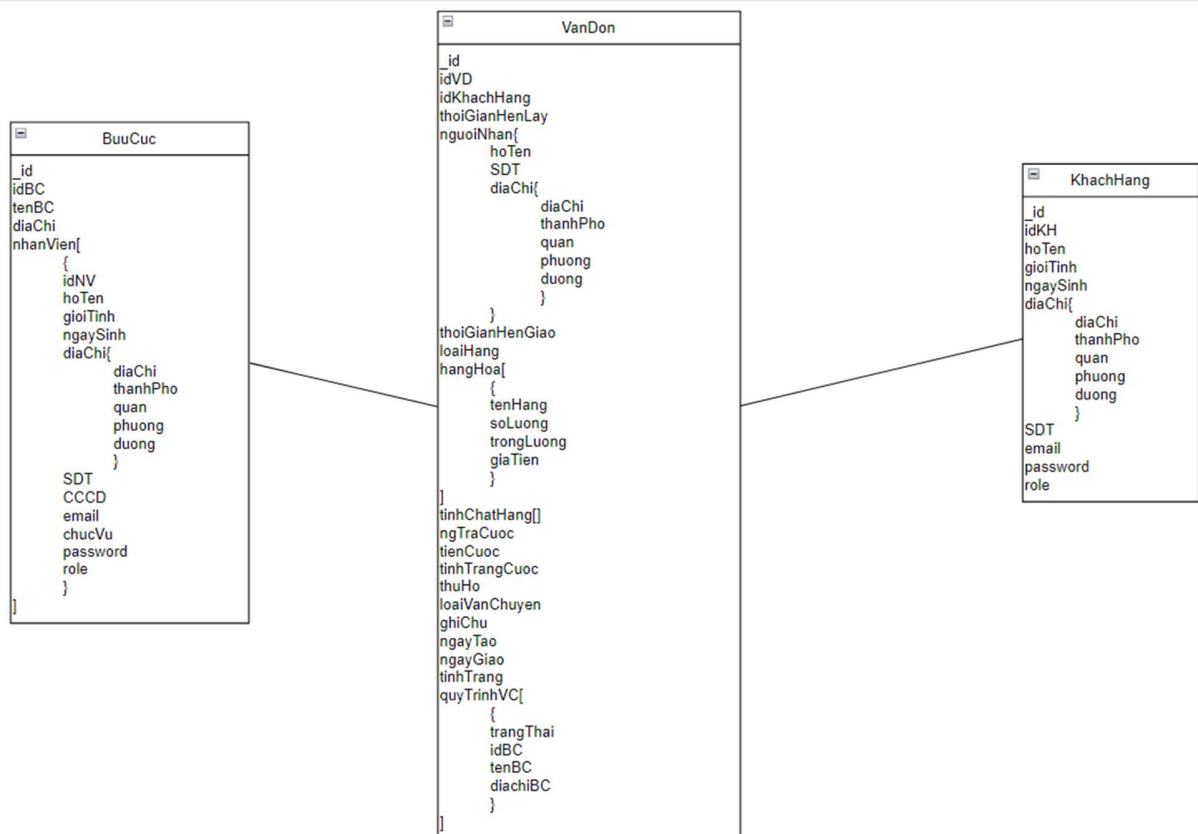 BuuCuc
_id
idBC
tenBC
diaChi
nhanVien[
{
idNV
hoTen
gioiTinh
ngaySinh
diaChi{
diaChi
thanhPho
quan
phuong
duong
}
SDT
CCCD
email
chucVu
password
role
}
]
VanDon
_id
idVD
idKhachHang
thoiGianHenLay
nguoiNhan{
hoTen
SDT
diaChi{
diaChi
thanhPho
quan
phuong
duong
}
}
thoiGianHenGiao
loaiHang
hangHoa[
{
tenHang
soLuong
trongLuong
giaTien
}
]
tinhChatHang[]
ngTraCuoc
tienCuoc
tinhTrangCuoc
thuHo
loaiVanChuyen
ghiChu
ngayTao
ngayGiao
tinhTrang
quyTrinhVC[
{
trangThai
idBC
tenBC
diachiBC
}
]
KhachHang
_id
idKH
hoTen
gioiTinh
ngaySinh
diaChi{
diaChi
thanhPho
quan
phuong
duong
}
SDT
email
password
role